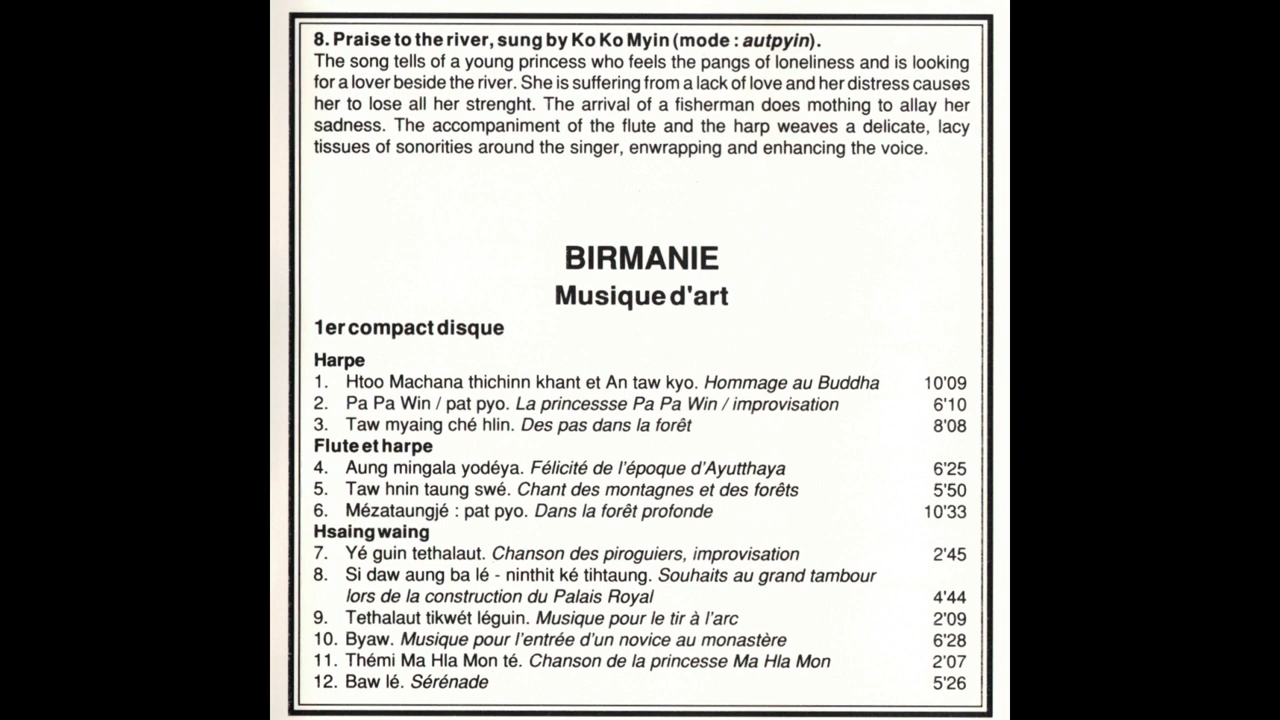 8. Praise to the river, sung by Ko Ko Myin (mode : autpyin).
The song tells of a young princess who feels the pangs of loneliness and is looking
for a lover beside the river. She is suffering from a lack of love and her distress causes
her to lose all her strenght. The arrival of a fisherman does mothing to allay her
sadness. The accompaniment of the flute and the harp weaves a delicate, lacy
tissues of sonorities around the singer, enwrapping and enhancing the voice.
BIRMANIE
Musique d'art
1er compact disque
Harpe
1. Htoo Machana thichinn khant et An taw kyo. Hommage au Buddha 10'09
2. Pa Pa Win / pat pyo. La princessse Pa Pa Win / improvisation 6'10
3. Taw myaing ché hlin. Des pas dans la forêt 8'08
Flute et harpe
4. Aung mingala yodéya. Félicité de l'époque d'Ayutthaya 6'25
5. Taw hnin taung swé. Chant des montagnes et des forêts 5'50
6. Mézataungjé : pat pyo. Dans la forêt profonde 10'33
Hsaing waing
7. Yé guin tethalaut. Chanson des piroguiers, improvisation 2'45
8. Si daw aung ba lé - ninthit ké tihtaung. Souhaits au grand tambour
lors de la construction du Palais Royal 4'44
9. Tethalaut tikwét léguin. Musique pour le tir à l'arc 2'09
10. Byaw. Musique pour l'entrée d'un novice au monastère 6'28
11. Thémi Ma Hla Mon té. Chanson de la princesse Ma Hla Mon 2'07
12. Baw lé. Sérénade 5'26